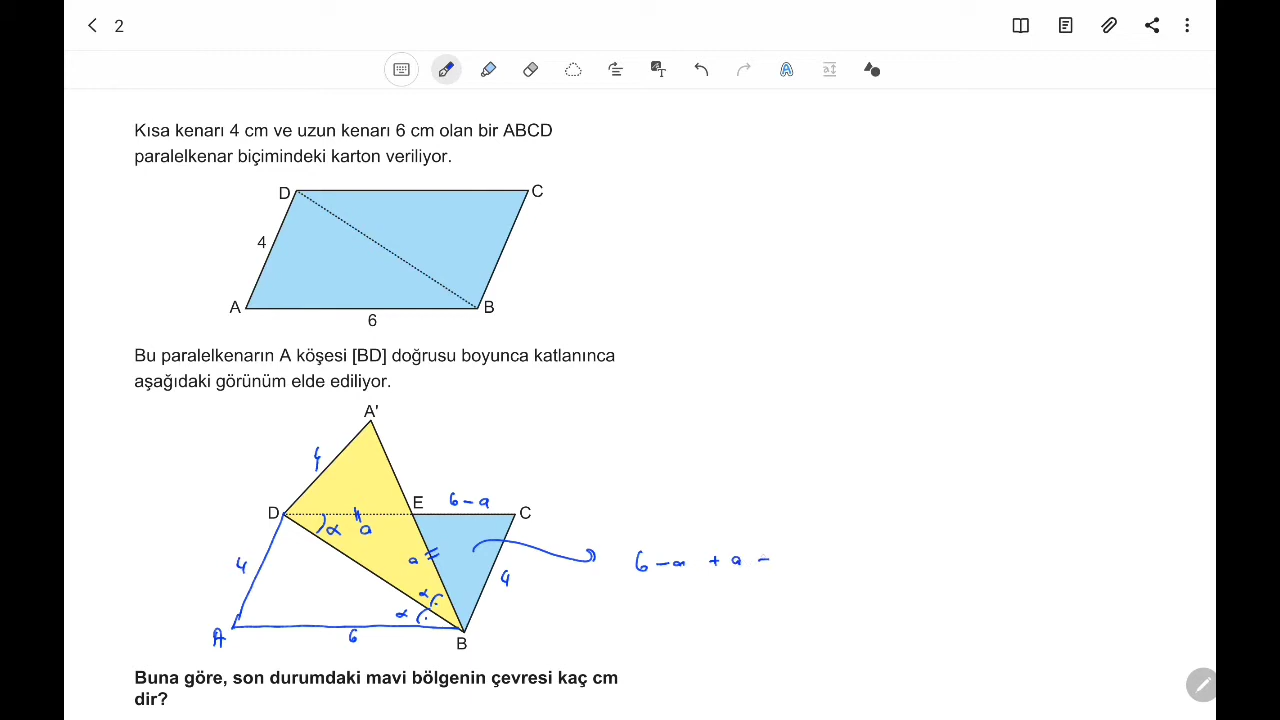 2
Kısa kenarı 4 cm ve uzun kenarı 6 cm olan bir ABCD
paralelkenar biçimindeki karton veriliyor.
D
C
4
A
B
6
Bu paralelkenarın A köşesi [BD] doğrusu boyunca katlanınca
aşağıdaki görünüm elde ediliyor.
A'
4
E
6-a
D
C
α
a
4
a
4
6-a + a -
α
α
A
6
B
Buna göre, son durumdaki mavi bölgenin çevresi kaç cm
dir?